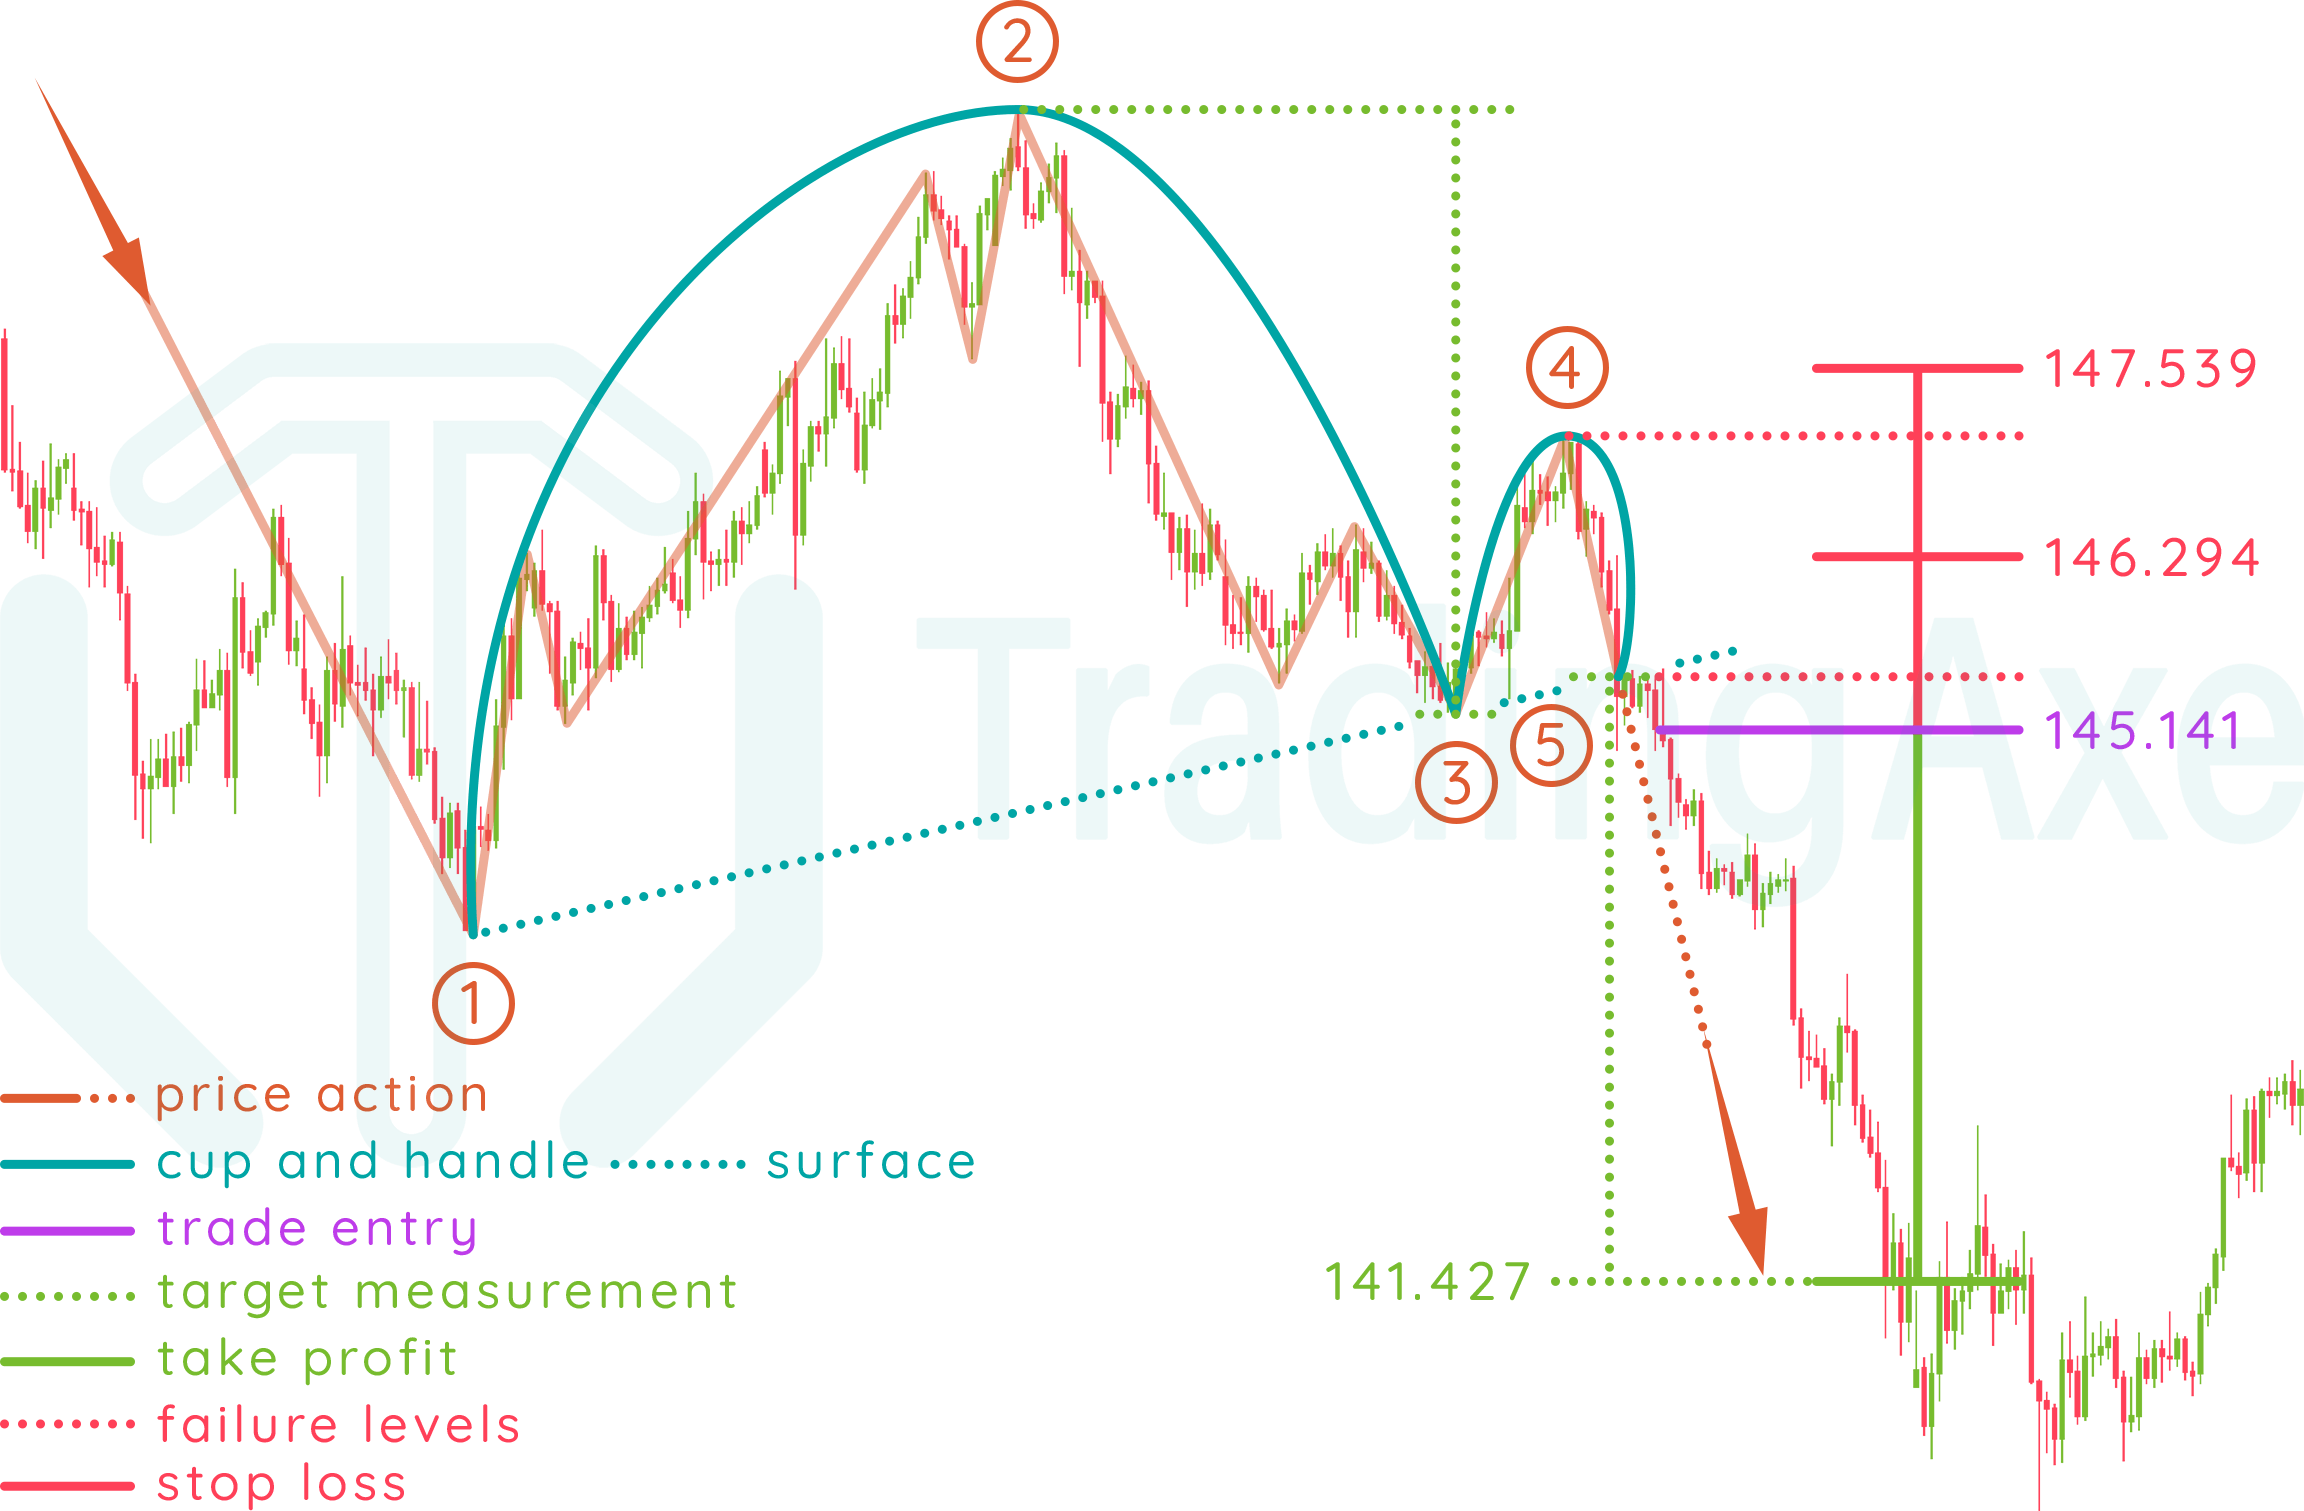 2
4
147.539
146.294
145.141
5
3
1
TradingAxe
141.427
price action
cup and handle
surface
trade entry
target measurement
take profit
failure levels
stop loss